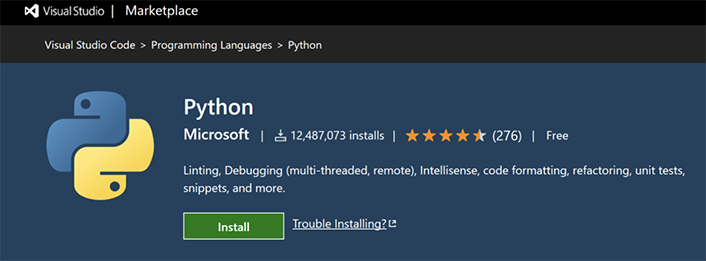 Visual Studio | Marketplace
Visual Studio Code > Programming Languages > Python
Python
Microsoft | 12,487,073 installs | (276) | Free
Linting, Debugging (multi-threaded, remote), Intellisense, code formatting, refactoring, unit tests,
snippets, and more.
Install Trouble Installing?